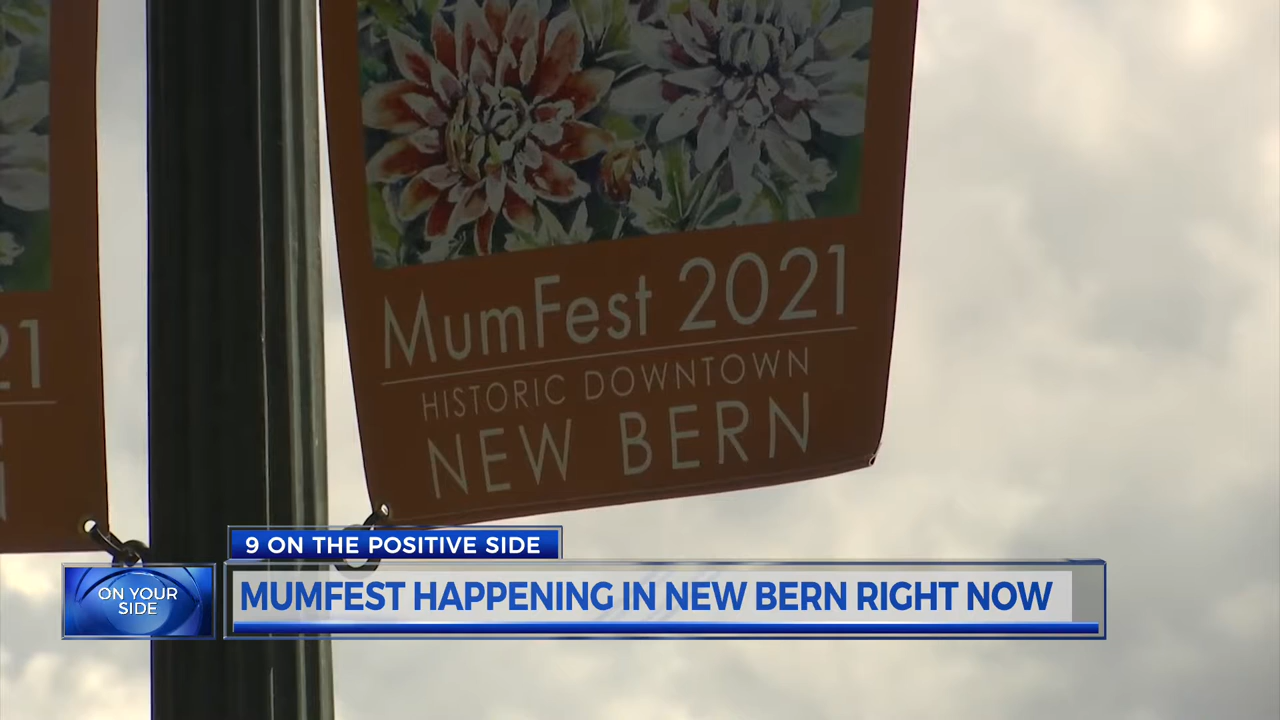 MumFest 2021
HISTORIC DOWNTOWN
NEW BERN
21
9 ON THE POSITIVE SIDE
ON YOUR
SIDE
MUMFEST HAPPENING IN NEW BERN RIGHT NOW